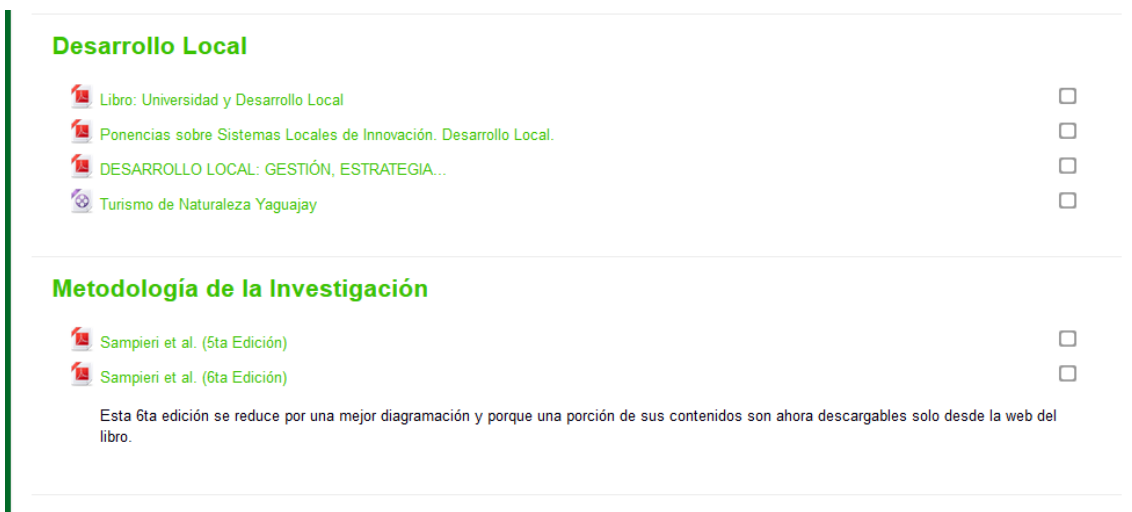 Desarrollo Local
Libro: Universidad y Desarrollo Local
Ponencias sobre Sistemas Locales de Innovación. Desarrollo Local.
DESARROLLO LOCAL: GESTIÓN, ESTRATEGIA...
Turismo de Naturaleza Yaguajay
Metodología de la Investigación
Sampieri et al. (5ta Edición)
Sampieri et al. (6ta Edición)
Esta 6ta edición se reduce por una mejor diagramación y porque una porción de sus contenidos son ahora descargables solo desde la web del
libro.